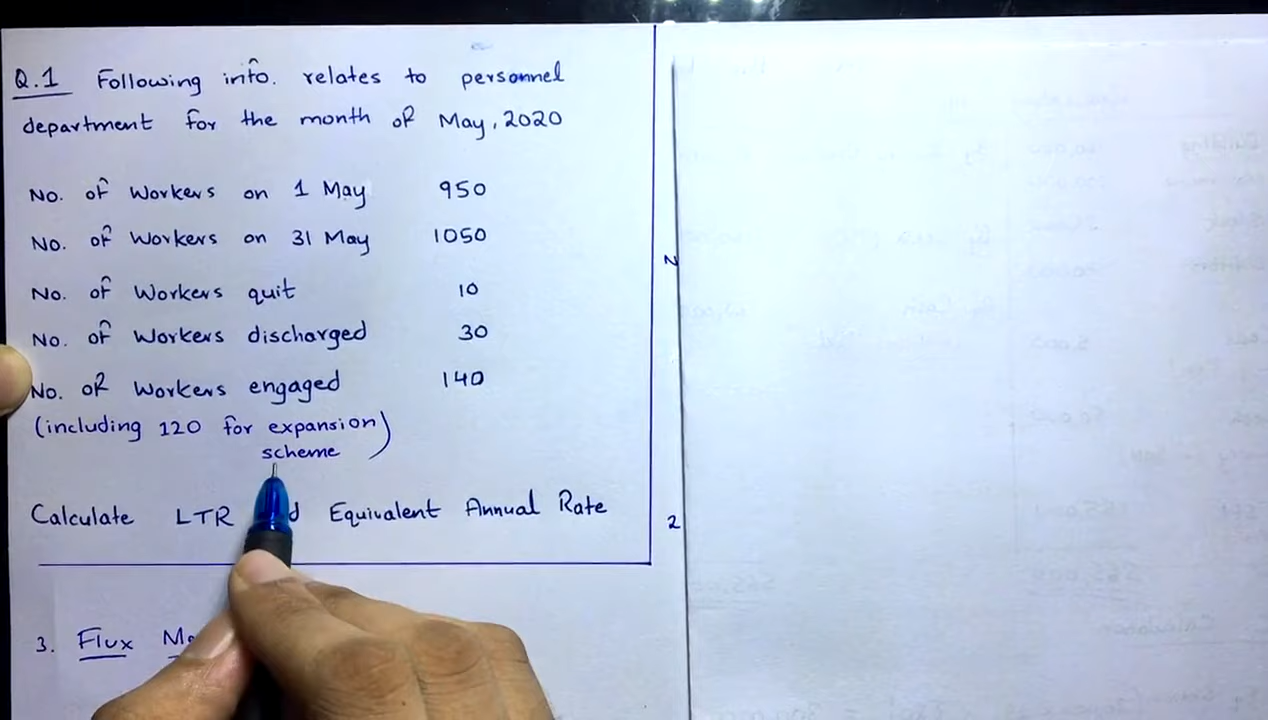 Q.1 Following info. relates to personnel
department for the month of May, 2020
No. of Workers on 1 May 950
No. of Workers on 31 May 1050
No. of Workers quit 10
No. of Workers discharged 30
No. of Workers engaged 140
(including 120 for expansion
scheme)
Calculate LTR Equivalent Annual Rate
3. Flux
2